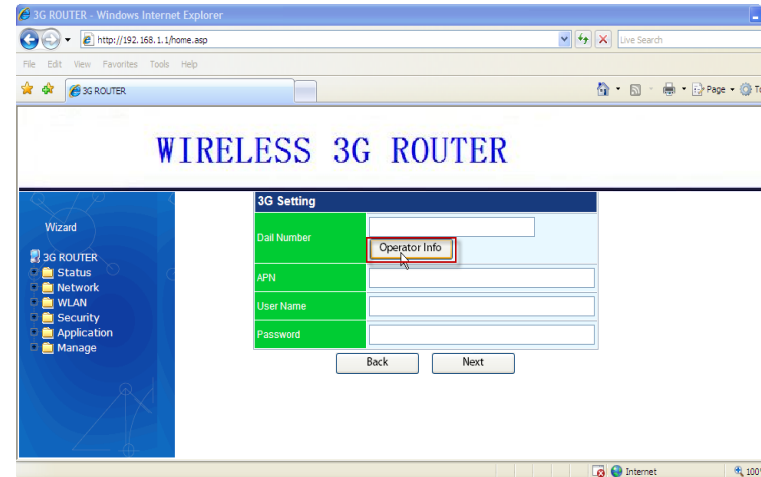 3G ROUTER - Windows Internet Explorer
http://192.168.1.1/home.asp
Live Search
File Edit View Favorites Tools Help
3G ROUTER
Page
WIRELESS 3G ROUTER
Wizard
3G ROUTER
Status
Network
WLAN
Security
Application
Manage
3G Setting
Dail Number
Operator Info
APN
User Name
Password
Back Next
Internet